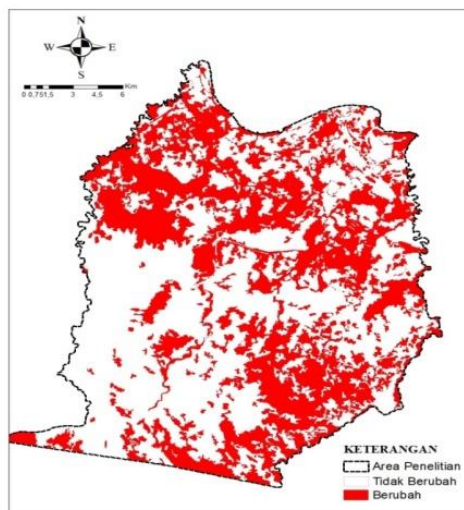 N
W E
S
Km
0 0,751,5 3 4,5 6
KETERANGAN
Area Penelitian
Tidak Berubah
Berubah